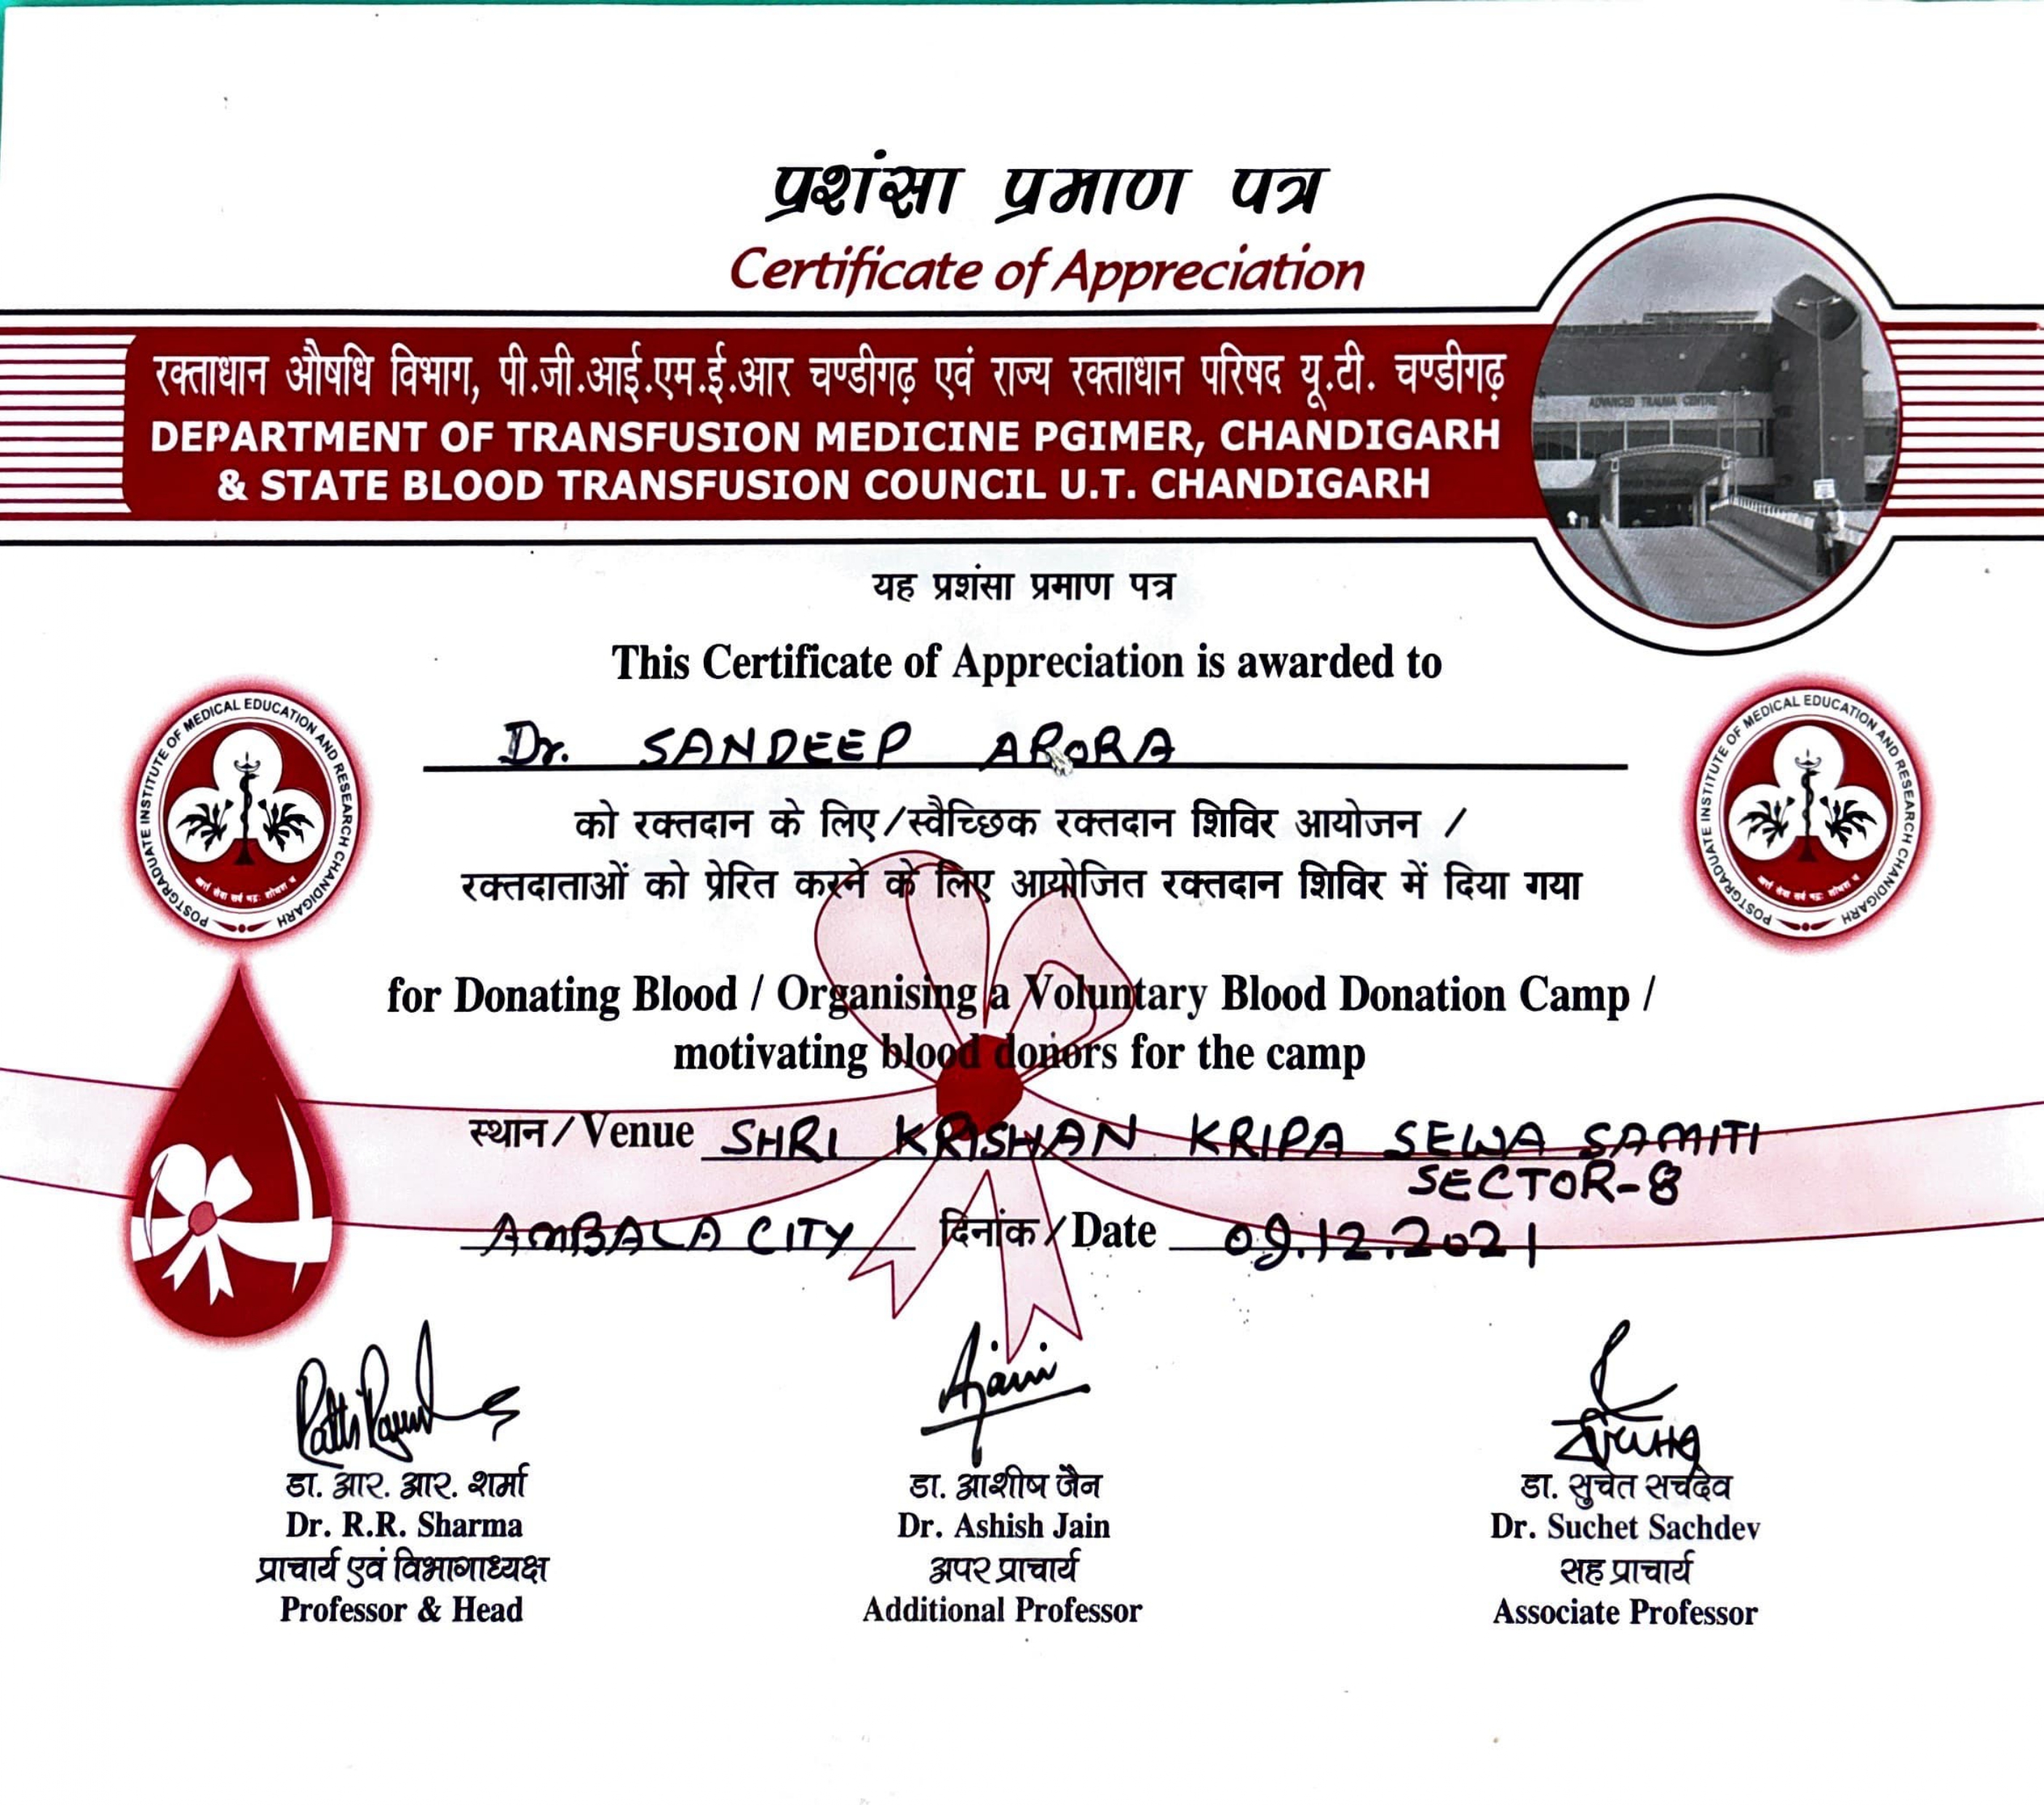 प्रशंसा प्रमाण पत्र
Certificate of Appreciation
रक्ताधान औषधि विभाग, पी.जी.आई.एम.ई.आर चण्डीगढ़ एवं राज्य रक्ताधान परिषद यू.टी. चण्डीगढ़
DEPARTMENT OF TRANSFUSION MEDICINE PGIMER, CHANDIGARH
& STATE BLOOD TRANSFUSION COUNCIL U.T. CHANDIGARH
ADVANCED TRAUMA CENTRE
यह प्रशंसा प्रमाण पत्र
This Certificate of Appreciation is awarded to
Dr. SANDEEP ARORA
POSTGRADUATE INSTITUTE OF MEDICAL EDUCATION AND RESEARCH CHANDIGARH
POSTGRADUATE INSTITUTE OF MEDICAL EDUCATION AND RESEARCH CHANDIGARH
को रक्तदान के लिए/स्वैच्छिक रक्तदान शिविर आयोजन /
रक्तदाताओं को प्रेरित करने के लिए आयोजित रक्तदान शिविर में दिया गया
for Donating Blood / Organising a Voluntary Blood Donation Camp /
motivating blood donors for the camp
स्थान/Venue SHRI KRISHAN KRIPA SEWA SAMITI
SECTOR-8
AMBALA CITY दिनांक/Date 09.12.2021
डा. आर. आर. शर्मा
Dr. R.R. Sharma
प्राचार्य एवं विभागाध्यक्ष
Professor & Head
डा. आशीष जैन
Dr. Ashish Jain
अपर प्राचार्य
Additional Professor
डा. सुचेत सचदेव
Dr. Suchet Sachdev
सह प्राचार्य
Associate Professor